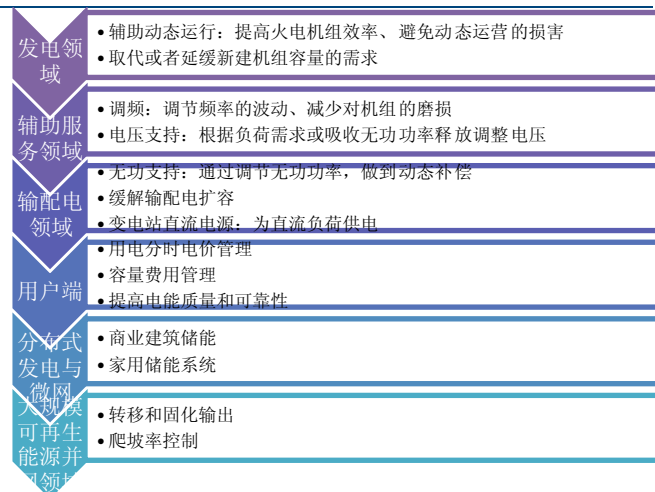 发电领
域
• 辅助动态运行：提高火电机组效率、避免动态运营的损害
• 取代或者延缓新建机组容量的需求
辅助服
务领域
• 调频：调节频率的波动、减少对机组的磨损
• 电压支持：根据负荷需求或吸收无功功率释放调整电压
输配电
领域
• 无功支持：通过调节无功功率，做到动态补偿
• 缓解输配电扩容
• 变电站直流电源：为直流负荷供电
用户端
• 用电分时电价管理
• 容量费用管理
• 提高电能质量和可靠性
分布式
发电与
微网
• 商业建筑储能
• 家用储能系统
大规模
可再生
能源并
网领域
• 转移和固化输出
• 爬坡率控制